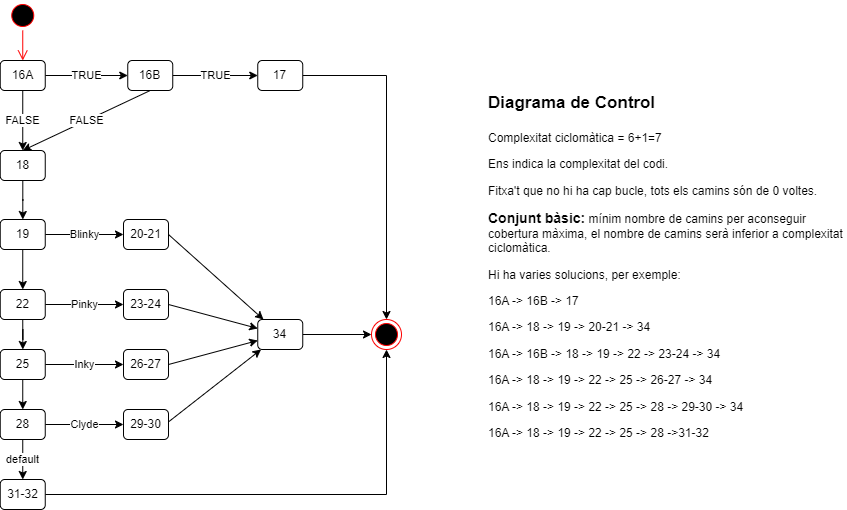 16A
TRUE
16B
TRUE
17
FALSE
FALSE
18
19
Blinky
20-21
22
Pinky
23-24
34
25
Inky
26-27
28
Clyde
29-30
default
31-32
Diagrama de Control
Complexitat ciclomàtica = 6+1=7
Ens indica la complexitat del codi.
Fitxa't que no hi ha cap bucle, tots els camins són de 0 voltes.
Conjunt bàsic: mínim nombre de camins per aconseguir
cobertura màxima, el nombre de camins serà inferior a complexitat
ciclomàtica.
Hi ha varies solucions, per exemple:
16A -> 16B -> 17
16A -> 18 -> 19 -> 20-21 -> 34
16A -> 16B -> 18 -> 19 -> 22 -> 23-24 -> 34
16A -> 18 -> 19 -> 22 -> 25 -> 26-27 -> 34
16A -> 18 -> 19 -> 22 -> 25 -> 28 -> 29-30 -> 34
16A -> 18 -> 19 -> 22 -> 25 -> 28 ->31-32